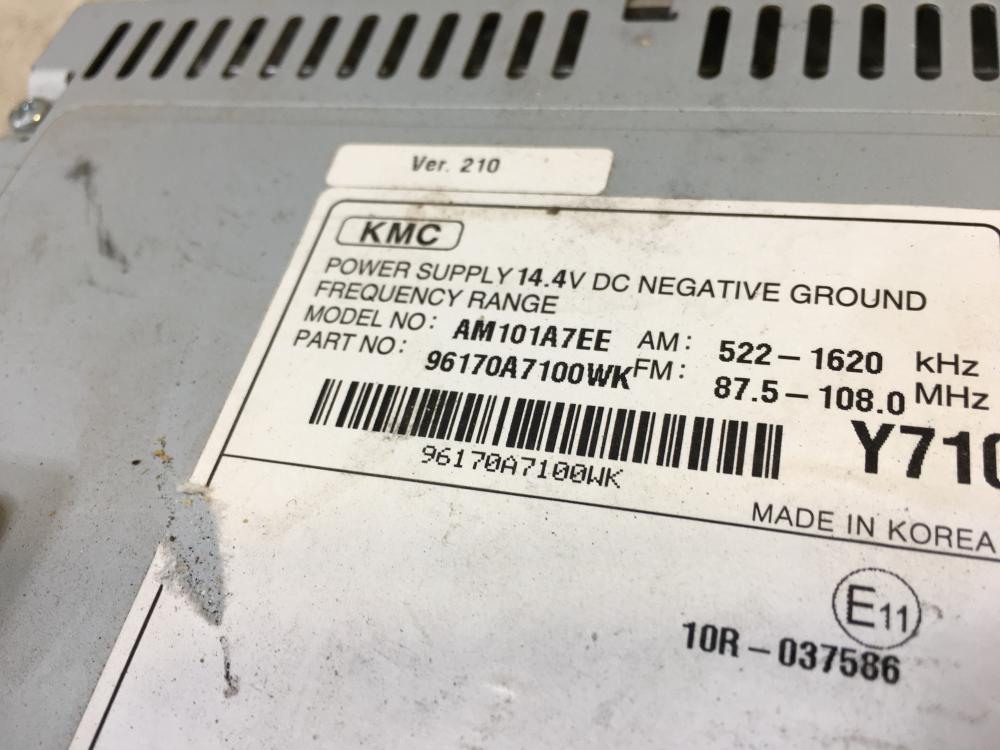 Ver. 210
KMC
POWER SUPPLY 14.4V DC NEGATIVE GROUND
FREQUENCY RANGE
MODEL NO: AM101A7EE AM: 522-1620 kHz
PART NO: 96170A7100WK FM: 87.5-108.0 MHz
96170A7100WK
Y710
MADE IN KOREA
E11
10R-037586